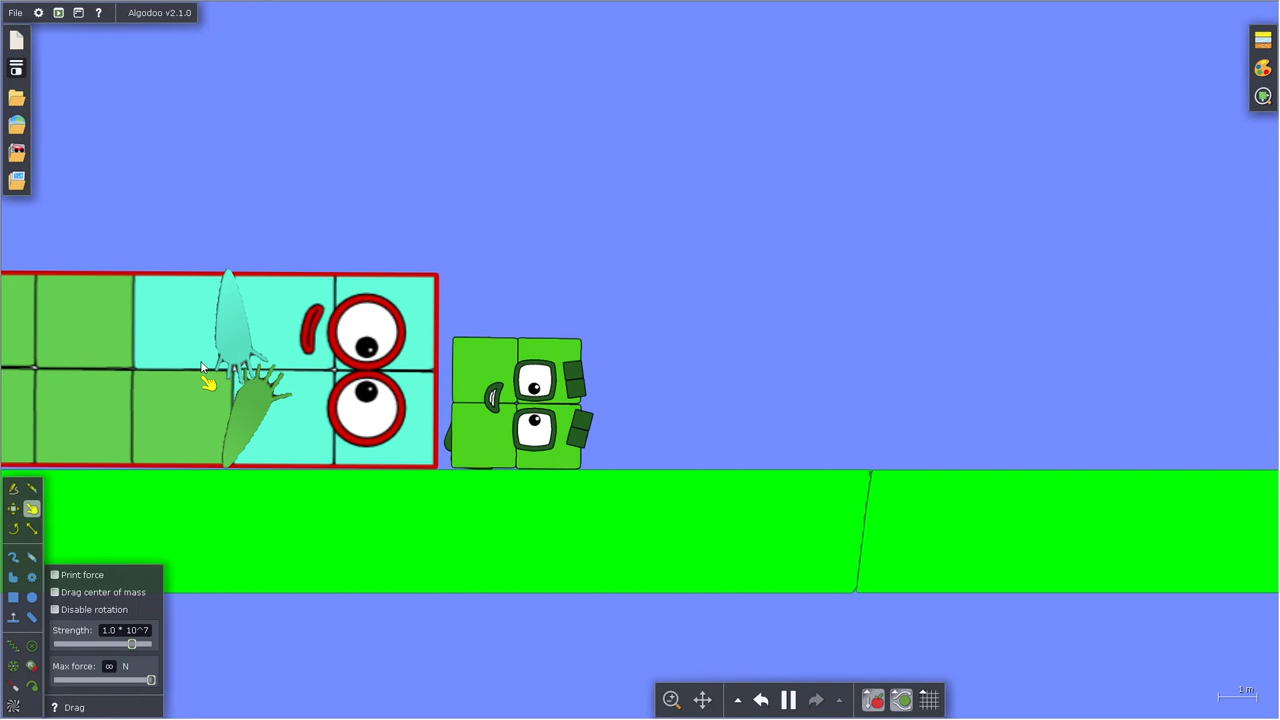 File ? Algodoo v2.1.0
Print force
Drag center of mass
Disable rotation
Strength: 1.0 * 10^7
Max force: ∞ N
? Drag
1 m